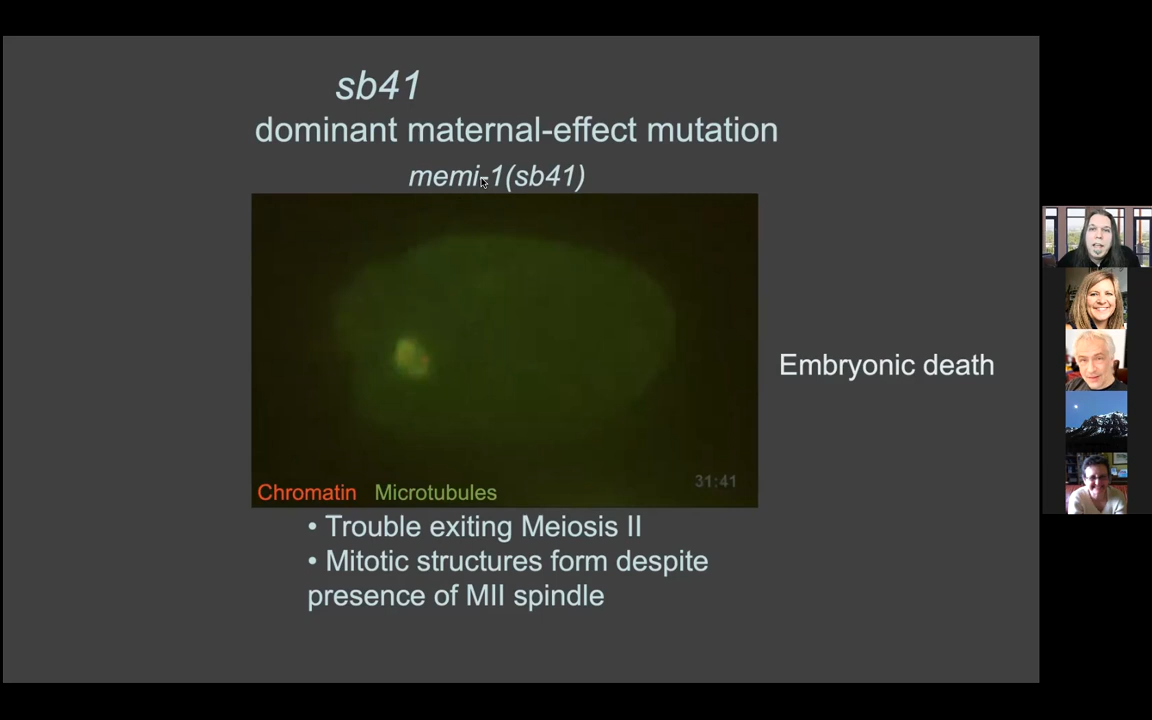 sb41
dominant maternal-effect mutation
memi-1(sb41)
Embryonic death
31:41
Chromatin Microtubules
• Trouble exiting Meiosis II
• Mitotic structures form despite
presence of MII spindle